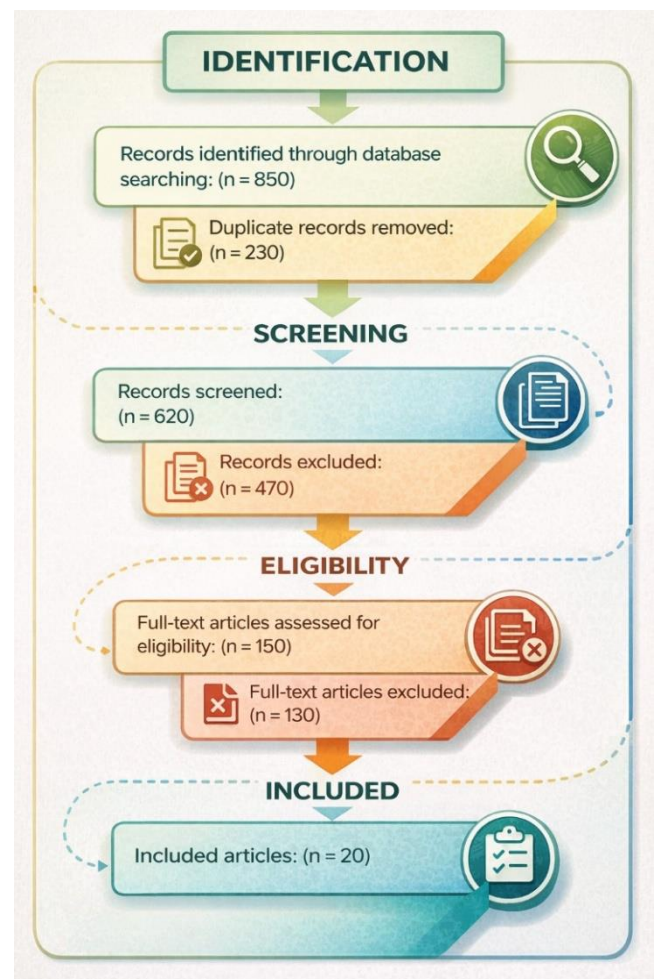 IDENTIFICATION
Records identified through database
searching: (n = 850)
Duplicate records removed:
(n = 230)
SCREENING
Records screened:
(n = 620)
Records excluded:
(n = 470)
ELIGIBILITY
Full-text articles assessed for
eligibility: (n = 150)
Full-text articles excluded:
(n = 130)
INCLUDED
Included articles: (n = 20)